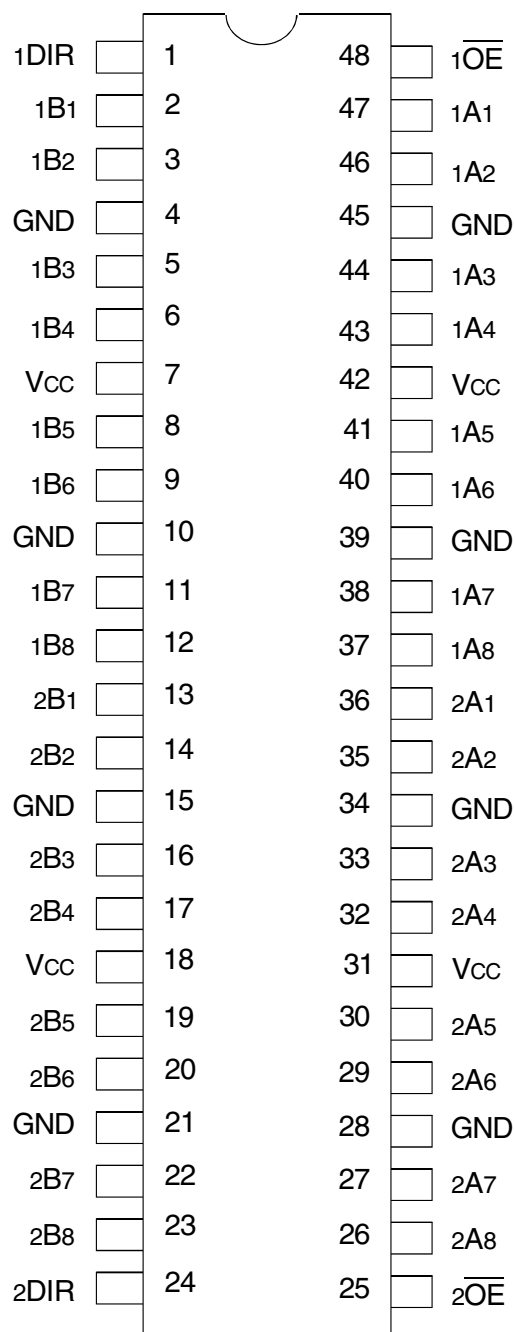 1DIR 1 48 1O̅E̅
1B1 2 47 1A1
1B2 3 46 1A2
GND 4 45 GND
1B3 5 44 1A3
1B4 6 43 1A4
VCC 7 42 VCC
1B5 8 41 1A5
1B6 9 40 1A6
GND 10 39 GND
1B7 11 38 1A7
1B8 12 37 1A8
2B1 13 36 2A1
2B2 14 35 2A2
GND 15 34 GND
2B3 16 33 2A3
2B4 17 32 2A4
VCC 18 31 VCC
2B5 19 30 2A5
2B6 20 29 2A6
GND 21 28 GND
2B7 22 27 2A7
2B8 23 26 2A8
2DIR 24 25 2O̅E̅